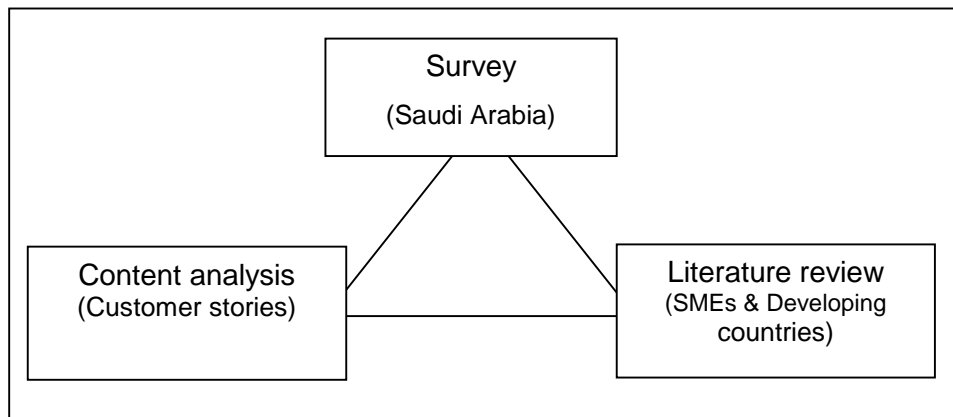 Survey
(Saudi Arabia)
Content analysis
(Customer stories)
Literature review
(SMEs & Developing
countries)